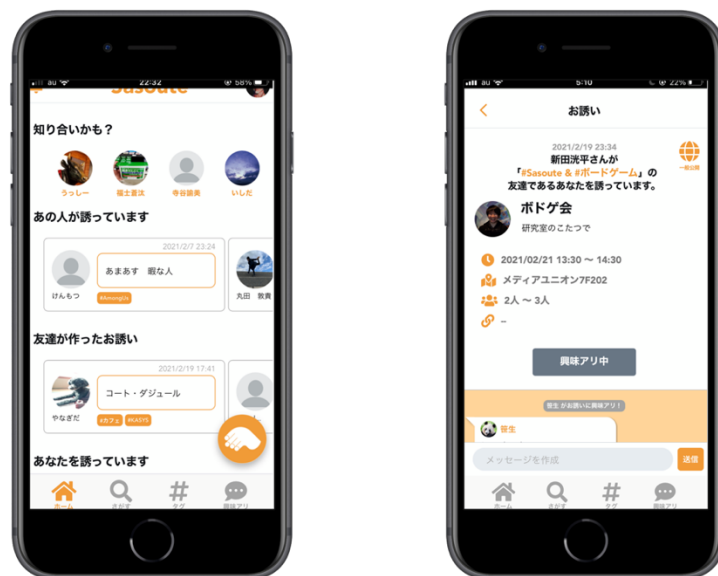 au
22:32
58%
Sasoute
知り合いかも？
うっしー
福士蒼汰
いしだ
あの人が誘っています
2021/2/7 23:24
あまあす 暇な人
けんもつ
#AmongUs
丸田 敦貴
友達が作ったお誘い
2021/2/19 17:41
コート・ダジュール
やなぎだ
#カフェ
#KASYS
あなたを誘っています
ホーム
さがす
タグ
興味アリ
au
5:10
22%
お誘い
2021/2/19 23:34
新田洸平さんが
「#Sasoute & #ボードゲーム」の
友達であるあなたを誘っています。
一般公開
ボドゲ会
研究室のこたつで
2021/02/21 13:30 〜 14:30
メディアユニオン7F202
2人 〜 3人
–
興味アリ中
笹生 がお誘いに興味アリ！
笹生
メッセージを作成
送信
ホーム
さがす
タグ
興味アリ